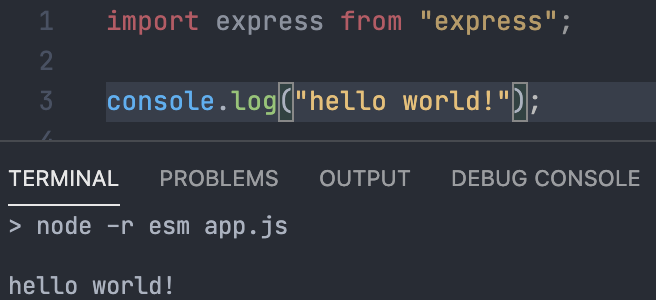 1 import express from "express";
2
3 console.log("hello world!");
TERMINAL PROBLEMS OUTPUT DEBUG CONSOLE
> node -r esm app.js
hello world!